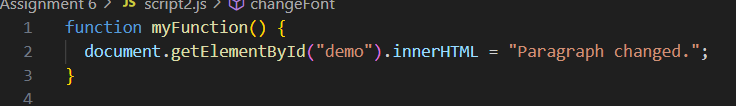 Assignment 6 > JS script2.js > changeFont
1 function myFunction() {
2 document.getElementById("demo").innerHTML = "Paragraph changed.";
3 }
4